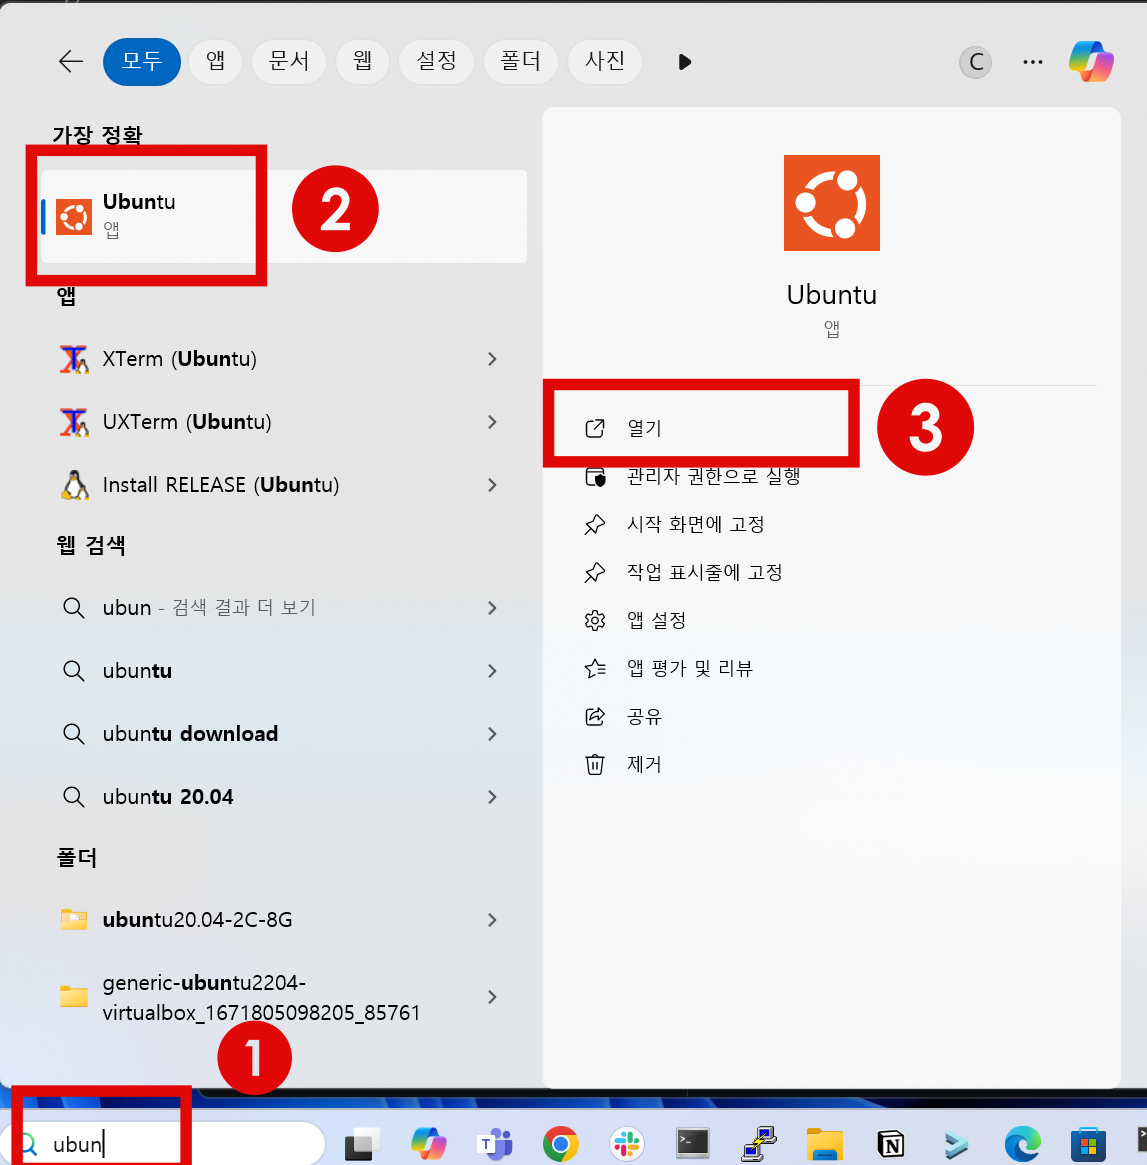 모두
앱
문서
웹
설정
폴더
사진
C
가장 정확
Ubuntu
앱
2
앱
XTerm (Ubuntu)
UXTerm (Ubuntu)
Install RELEASE (Ubuntu)
웹 검색
ubun - 검색 결과 더 보기
ubuntu
ubuntu download
ubuntu 20.04
폴더
ubuntu20.04-2C-8G
generic-ubuntu2204-
virtualbox_1671805098205_85761
1
Ubuntu
앱
열기
3
관리자 권한으로 실행
시작 화면에 고정
작업 표시줄에 고정
앱 설정
앱 평가 및 리뷰
공유
제거
ubun